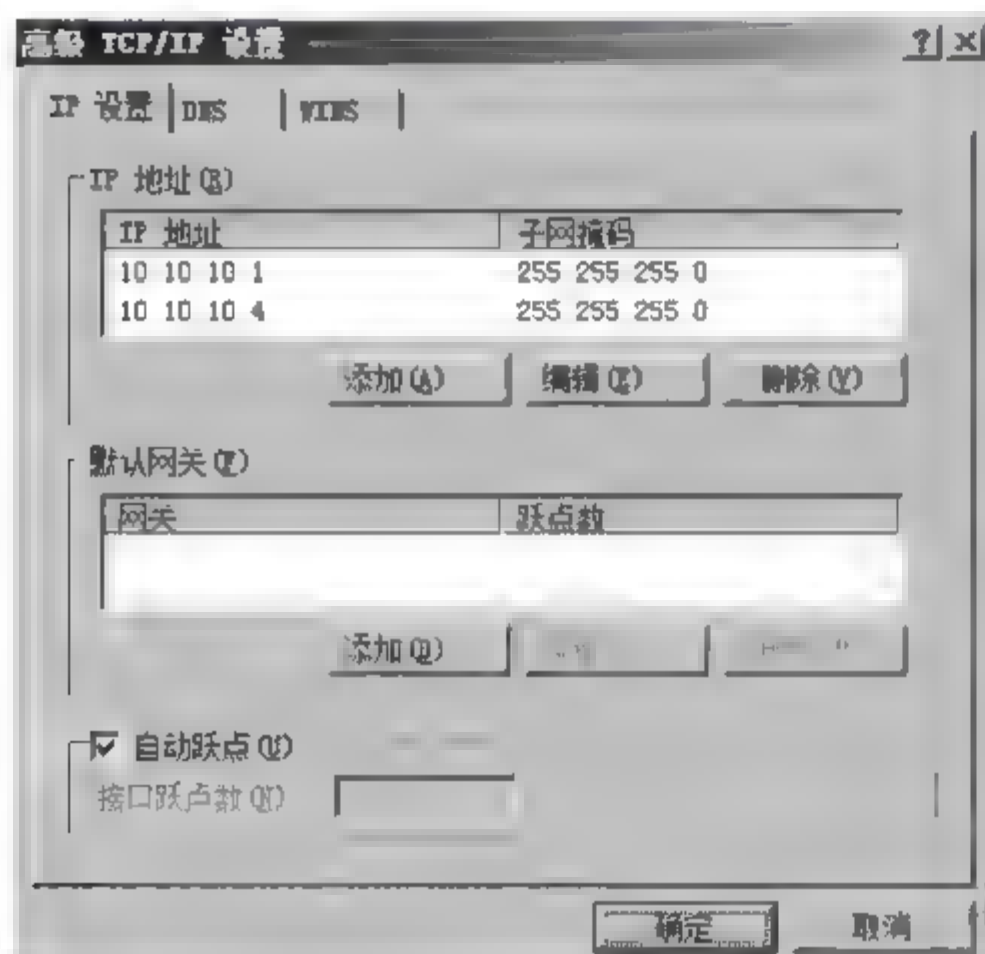 高级 TCP/IP 设置
IP 设置 DNS WINS
IP 地址(R)
IP 地址 子网掩码
10 10 10 1 255 255 255 0
10 10 10 4 255 255 255 0
添加(A) 编辑(E) 删除(V)
默认网关(F)
网关 跃点数
添加(D)
自动跃点(U)
接口跃点数(N)
确定 取消